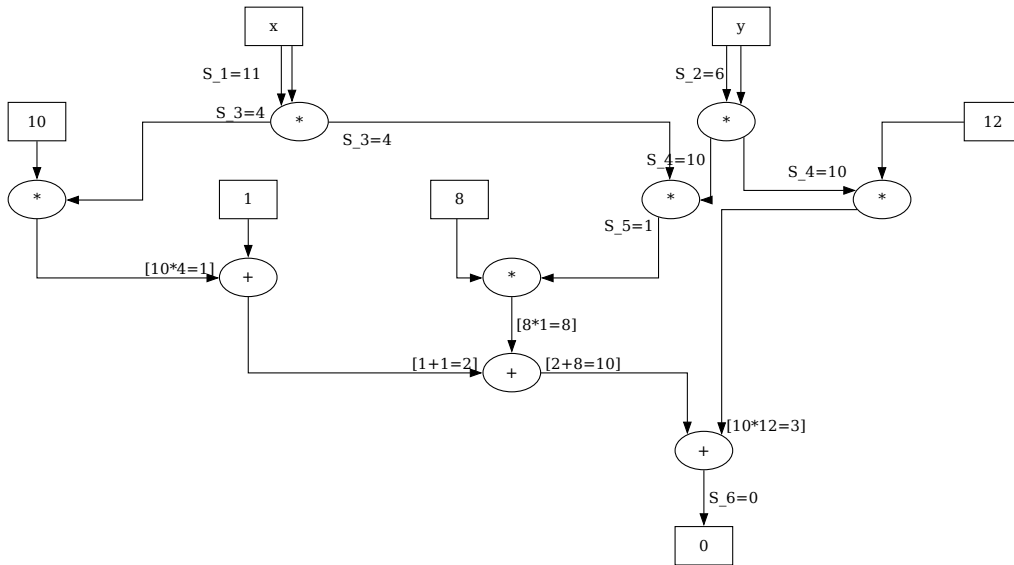 x
y
S_1=11
S_2=6
10
S_3=4
*
S_3=4
*
12
S_4=10
S_4=10
*
1
8
*
*
S_5=1
[10*4=1]
+
*
[8*1=8]
[1+1=2]
+
[2+8=10]
[10*12=3]
+
S_6=0
0